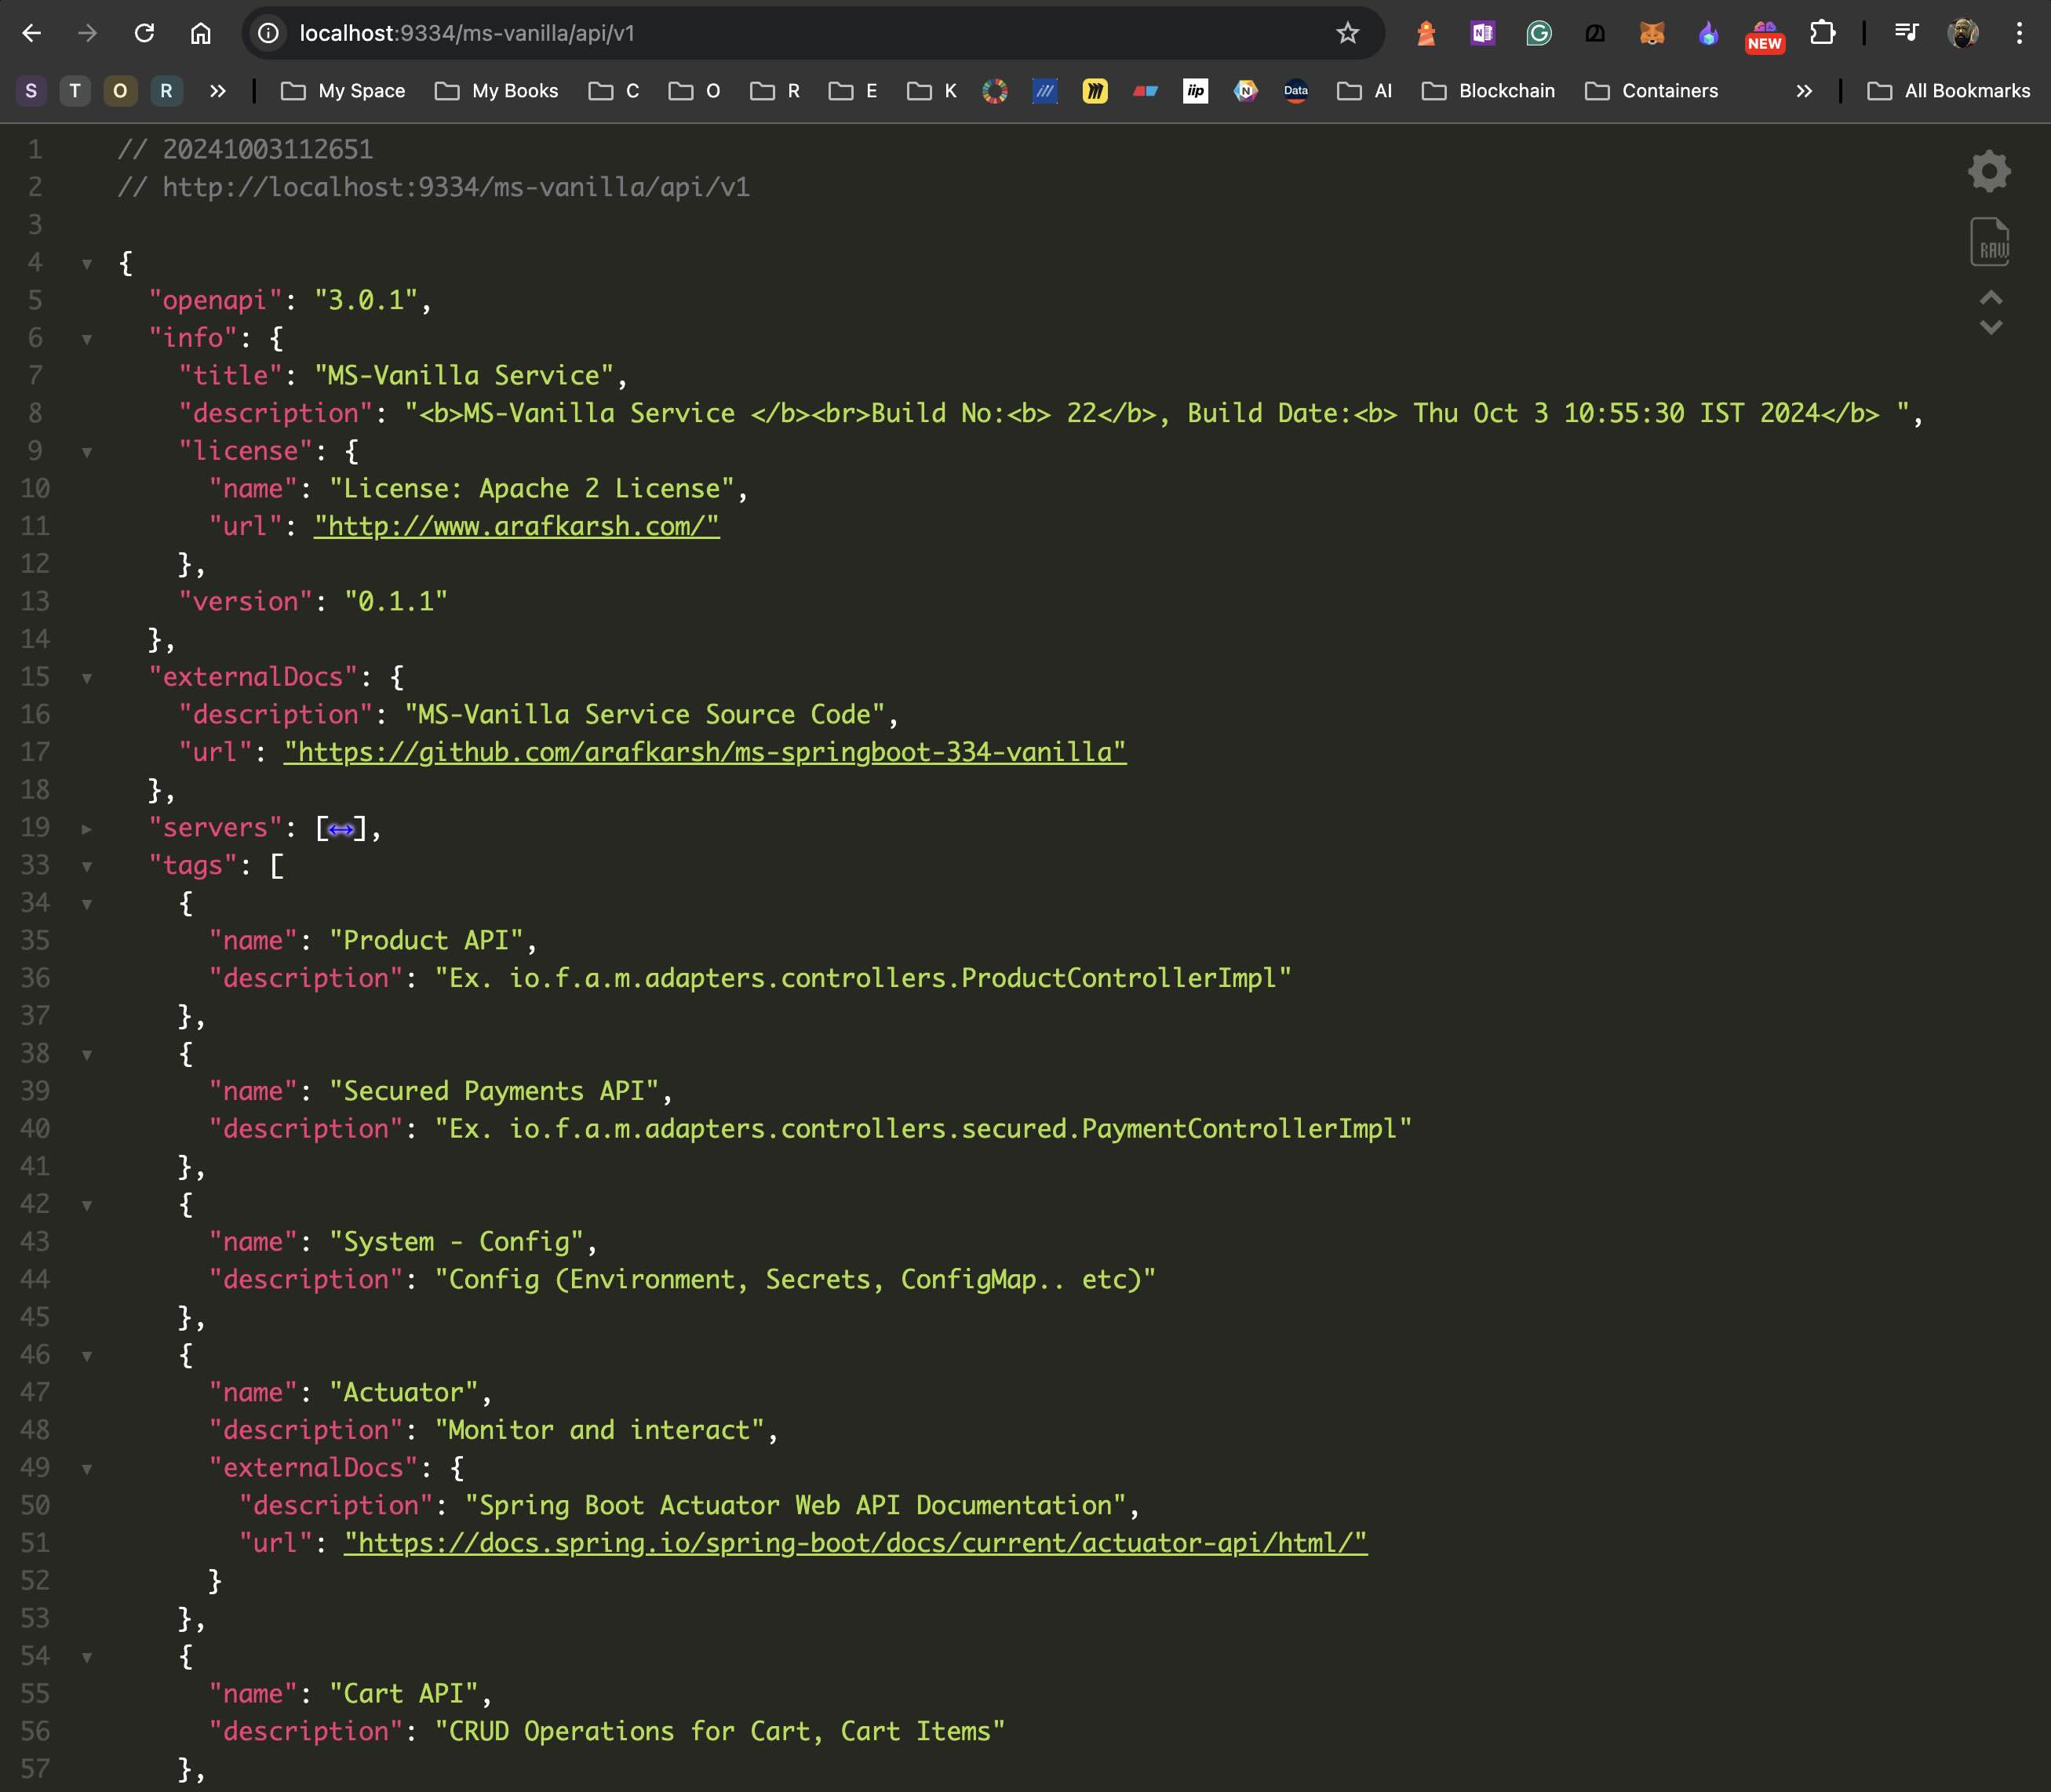 localhost:9334/ms-vanilla/api/v1
NEW
S T O R » My Space My Books C O R E K iip N Data AI Blockchain Containers » All Bookmarks
1 // 20241003112651
2 // http://localhost:9334/ms-vanilla/api/v1
3
4 {
5 "openapi": "3.0.1",
6 "info": {
7 "title": "MS-Vanilla Service",
8 "description": "<b>MS-Vanilla Service </b><br>Build No:<b> 22</b>, Build Date:<b> Thu Oct 3 10:55:30 IST 2024</b> ",
9 "license": {
10 "name": "License: Apache 2 License",
11 "url": "http://www.arafkarsh.com/"
12 },
13 "version": "0.1.1"
14 },
15 "externalDocs": {
16 "description": "MS-Vanilla Service Source Code",
17 "url": "https://github.com/arafkarsh/ms-springboot-334-vanilla"
18 },
19 "servers": [↔],
33 "tags": [
34 {
35 "name": "Product API",
36 "description": "Ex. io.f.a.m.adapters.controllers.ProductControllerImpl"
37 },
38 {
39 "name": "Secured Payments API",
40 "description": "Ex. io.f.a.m.adapters.controllers.secured.PaymentControllerImpl"
41 },
42 {
43 "name": "System - Config",
44 "description": "Config (Environment, Secrets, ConfigMap.. etc)"
45 },
46 {
47 "name": "Actuator",
48 "description": "Monitor and interact",
49 "externalDocs": {
50 "description": "Spring Boot Actuator Web API Documentation",
51 "url": "https://docs.spring.io/spring-boot/docs/current/actuator-api/html/"
52 }
53 },
54 {
55 "name": "Cart API",
56 "description": "CRUD Operations for Cart, Cart Items"
57 },
RAW